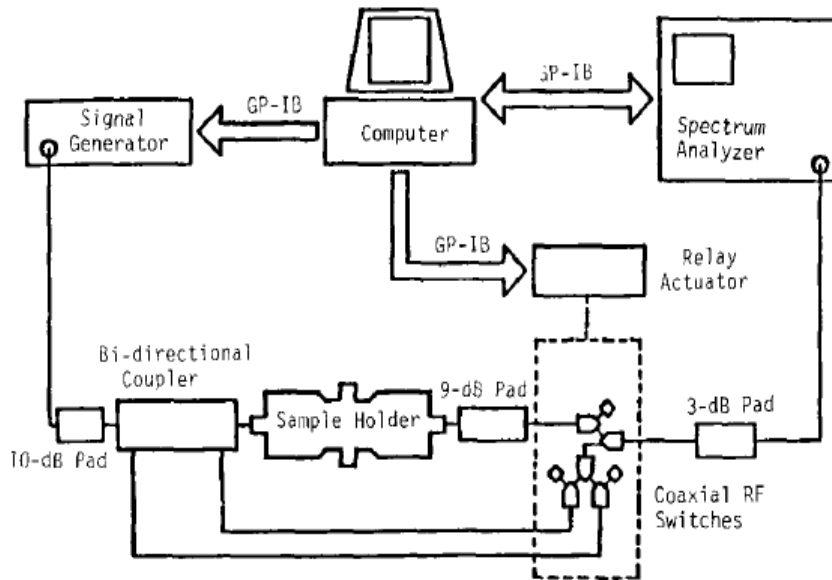 GP-IB
GP-IB
Signal
Generator
Computer
Spectrum
Analyzer
GP-IB
Relay
Actuator
Bi-directional
Coupler
9-dB Pad
Sample Holder
3-dB Pad
10-dB Pad
Coaxial RF
Switches